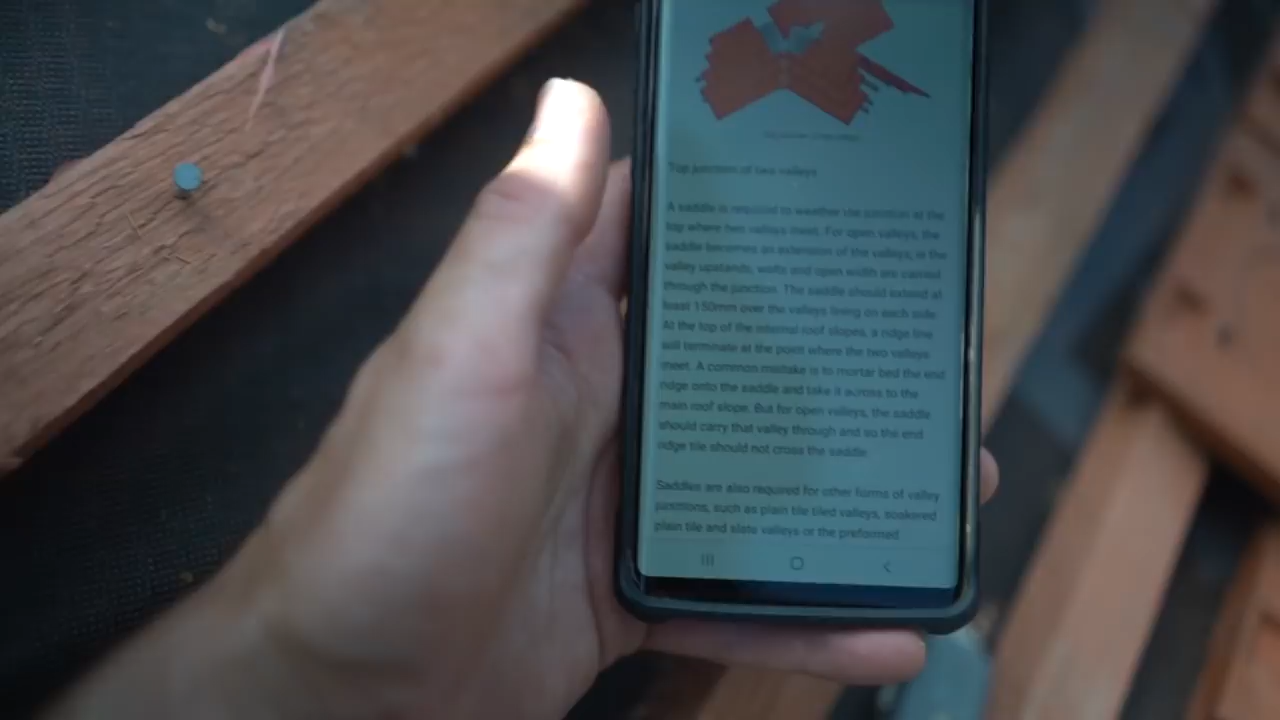 Top junction of two valleys
A saddle is required to weather the junction at the
top where two valleys meet. For open valleys, the
saddle becomes an extension of the valleys, ie the
valley upstands, welts and open width are carried
through the junction. The saddle should extend at
least 150mm over the valleys lining on each side.
At the top of the internal roof slopes, a ridge line
will terminate at the point where the two valleys
meet. A common mistake is to mortar bed the end
ridge onto the saddle and take it across to the
main roof slope. But for open valleys, the saddle
should carry that valley through and so the end
ridge tile should not cross the saddle.
Saddles are also required for other forms of valley
junctions, such as plain tile tiled valleys, soakered
plain tile and slate valleys or the preformed